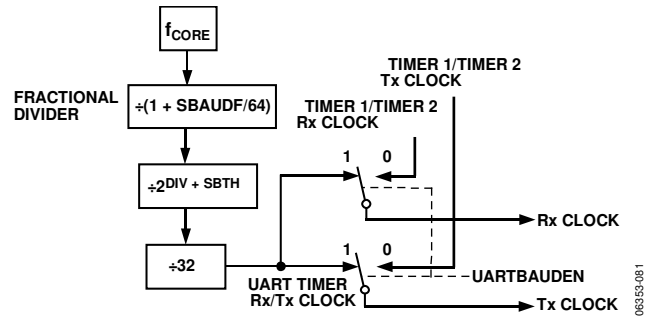 fCORE
TIMER 1/TIMER 2
Tx CLOCK
FRACTIONAL
DIVIDER
÷(1 + SBAUDF/64)
TIMER 1/TIMER 2
Rx CLOCK
1 0
÷2DIV + SBTH
Rx CLOCK
1 0
÷32
UART TIMER
Rx/Tx CLOCK
UARTBAUDEN
Tx CLOCK
06353-081